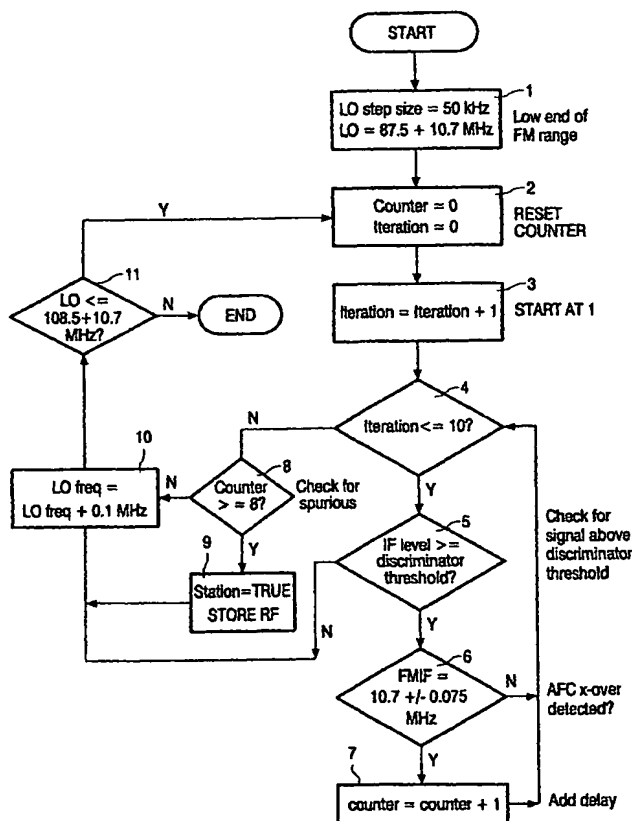 START
1
LO step size = 50 kHz
LO = 87.5 + 10.7 MHz
Low end of
FM range
2
Counter = 0
Iteration = 0
RESET
COUNTER
Y
11
LO <=
108.5+10.7
MHz?
N
END
3
Iteration = Iteration + 1
START AT 1
4
Iteration<= 10?
N
Y
10
LO freq =
LO freq + 0.1 MHz
N
8
Counter
> = 8?
Check for
spurious
Y
9
Station=TRUE
STORE RF
5
IF level >=
discriminator
threshold?
N
Y
Check for
signal above
discriminator
threshold
6
FMIF =
10.7 +/- 0.075
MHz
N
AFC x-over
detected?
Y
7
counter = counter + 1
Add delay